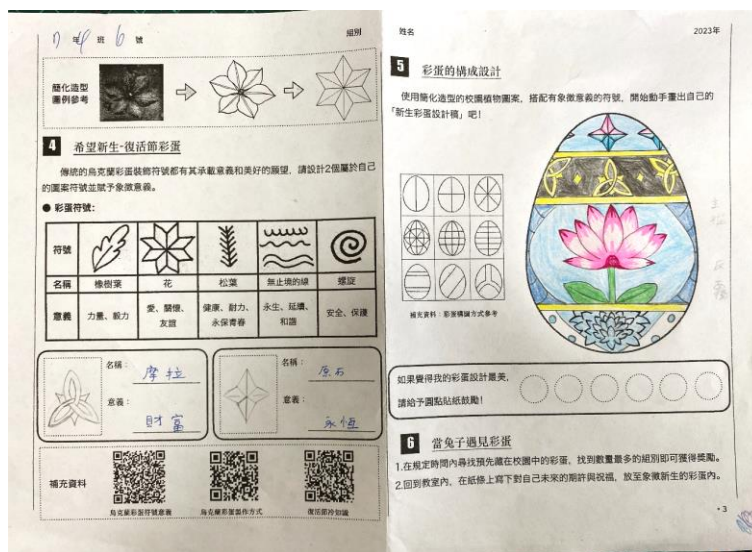 7 年 4 班 6 號 組別
簡化造型
圖例參考
4 希望新生-復活節彩蛋
傳統的烏克蘭彩蛋裝飾符號都有其承載意義和美好的願望，請設計2個屬於自己
的圖案符號並賦予象徵意義。
● 彩蛋符號：
符號
名稱 橡樹葉 花 松葉 無止境的線 螺旋
意義 力量、毅力 愛、關懷、友誼 健康、耐力、永保青春 永生、延續、和諧 安全、保護
名稱： 摩拉
意義： 財富
名稱： 原石
意義： 永恆
補充資料
烏克蘭彩蛋符號意義 烏克蘭彩蛋製作方式 復活節冷知識
姓名 2023年
5 彩蛋的構成設計
使用簡化造型的校園植物圖案，搭配有象徵意義的符號，開始動手畫出自己的
「新生彩蛋設計稿」吧！
補充資料：彩蛋構圖方式參考
如果覺得我的彩蛋設計最美，
請給予圓點貼紙鼓勵！
6 當兔子遇見彩蛋
1.在規定時間內尋找預先藏在校園中的彩蛋，找到數量最多的組別即可獲得獎勵。
2.回到教室內，在紙條上寫下對自己未來的期許與祝福，放至象徵新生的彩蛋內。
• 3